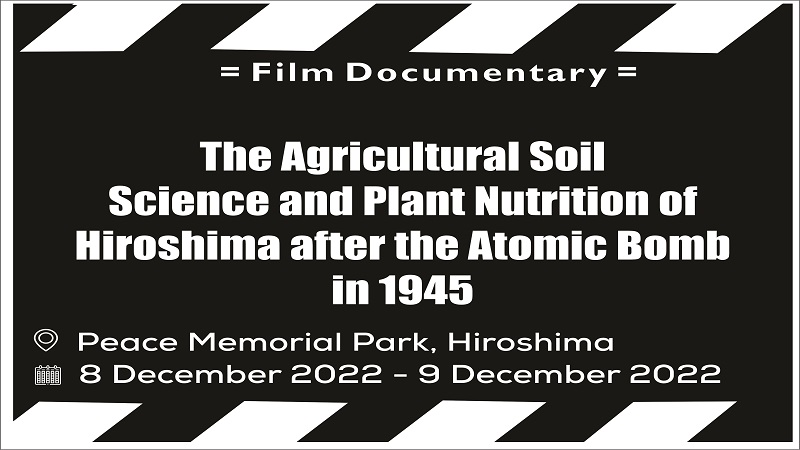 = Film Documentary =
The Agricultural Soil
Science and Plant Nutrition of
Hiroshima after the Atomic Bomb
in 1945
Peace Memorial Park, Hiroshima
8 December 2022 - 9 December 2022